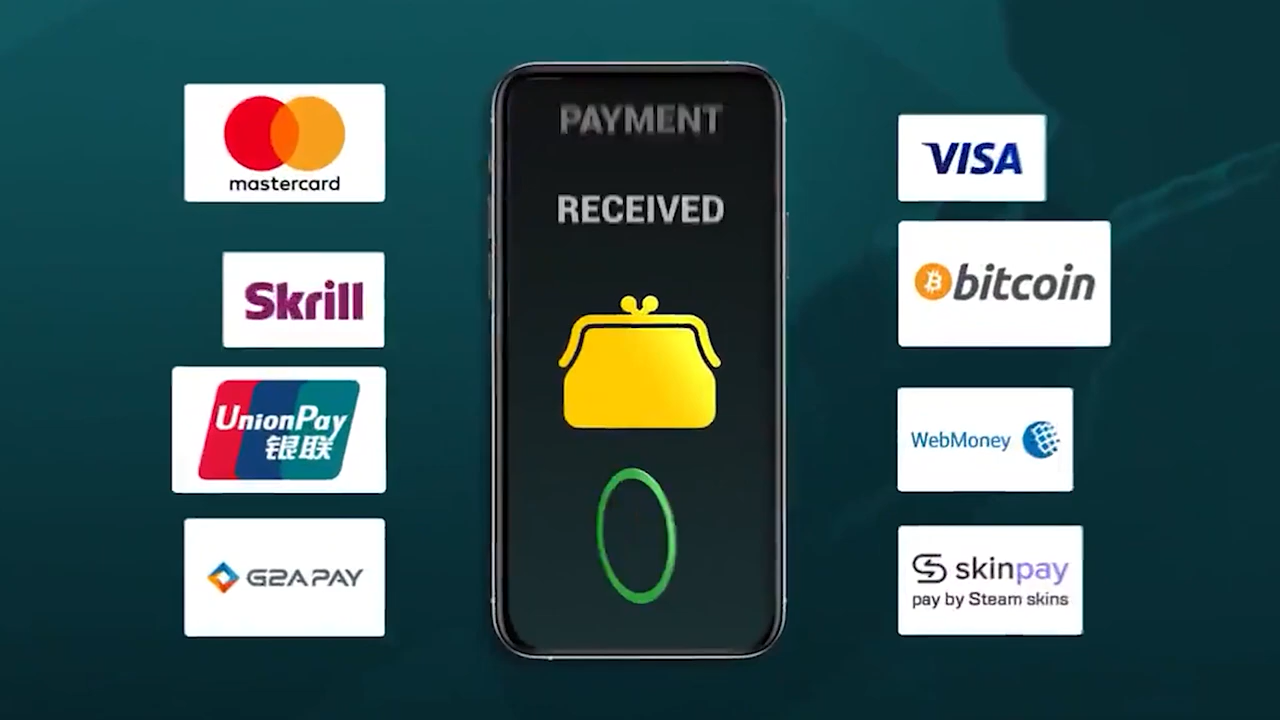 mastercard
Skrill
UnionPay
银联
G2A PAY
PAYMENT
RECEIVED
VISA
bitcoin
WebMoney
skinpay
pay by Steam skins